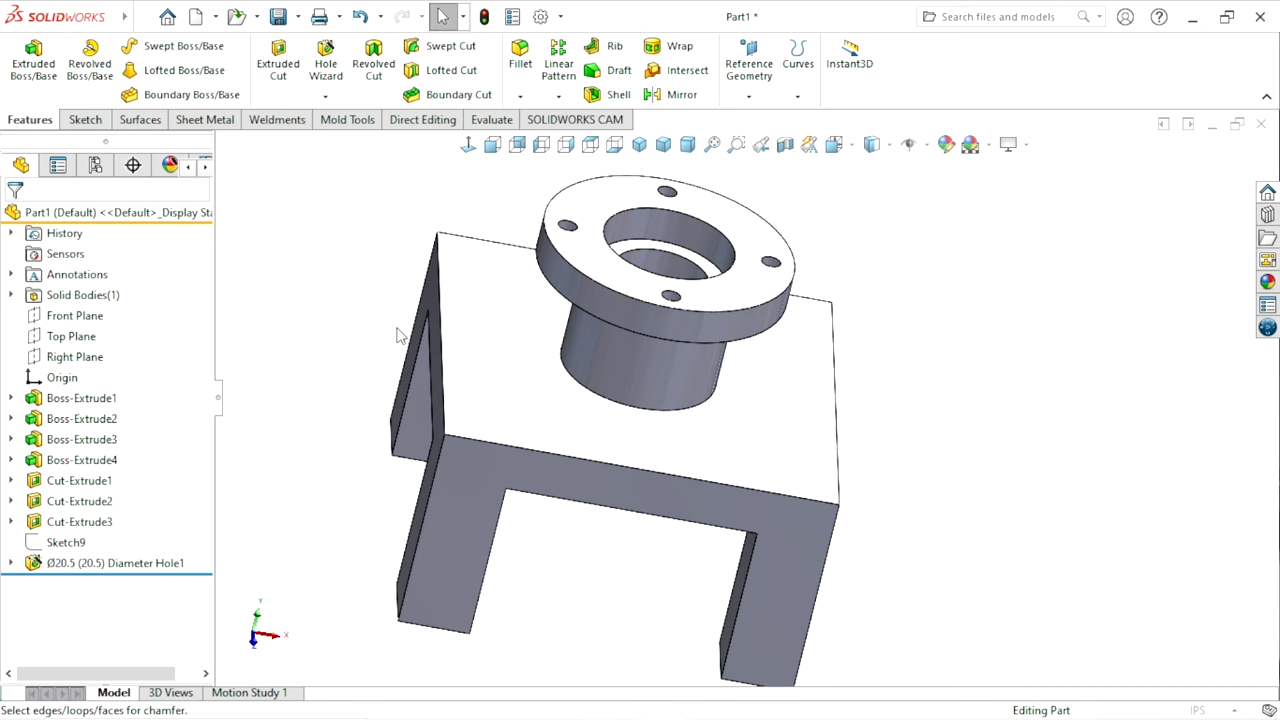 SOLIDWORKS
Part1 *
Search files and models
Extruded Boss/Base
Revolved Boss/Base
Swept Boss/Base
Lofted Boss/Base
Boundary Boss/Base
Extruded Cut
Hole Wizard
Revolved Cut
Swept Cut
Lofted Cut
Boundary Cut
Fillet
Linear Pattern
Rib
Draft
Shell
Wrap
Intersect
Mirror
Reference Geometry
Curves
Instant3D
Features
Sketch
Surfaces
Sheet Metal
Weldments
Mold Tools
Direct Editing
Evaluate
SOLIDWORKS CAM
Part1 (Default) <<Default>_Display Sta
History
Sensors
Annotations
Solid Bodies(1)
Front Plane
Top Plane
Right Plane
Origin
Boss-Extrude1
Boss-Extrude2
Boss-Extrude3
Boss-Extrude4
Cut-Extrude1
Cut-Extrude2
Cut-Extrude3
Sketch9
Ø20.5 (20.5) Diameter Hole1
Y
X
Z
Model
3D Views
Motion Study 1
Select edges/loops/faces for chamfer.
Editing Part
IPS